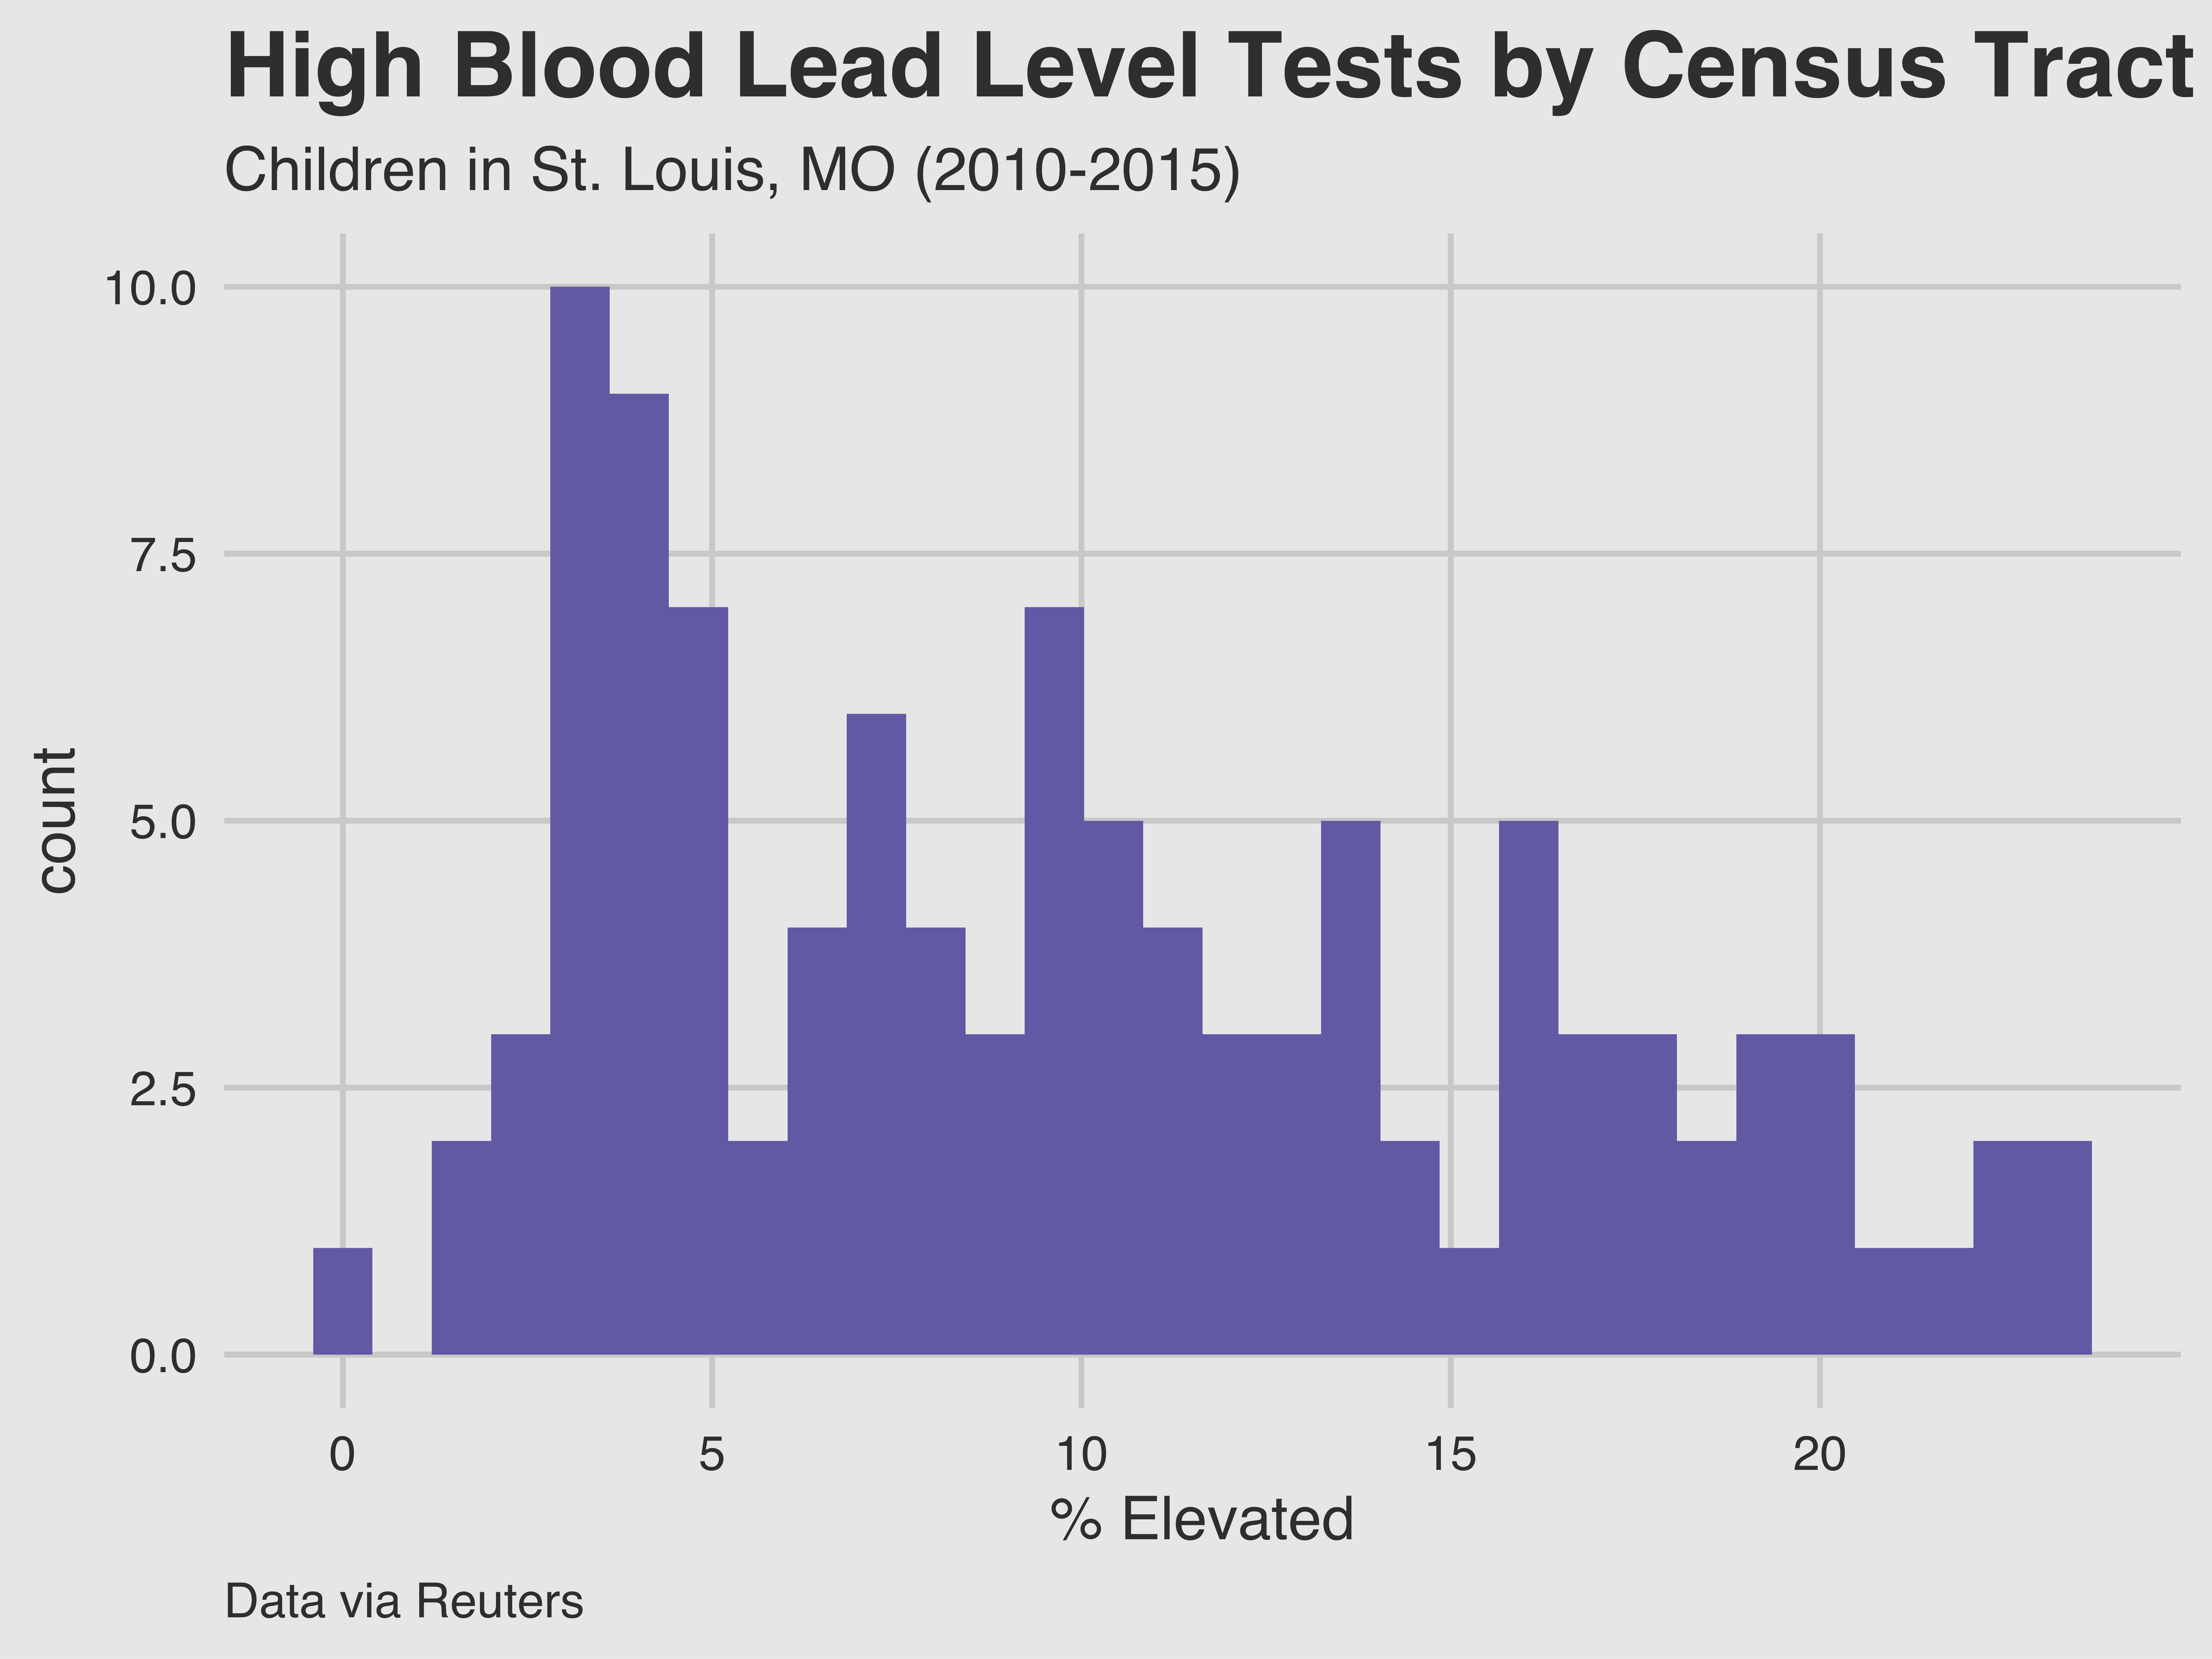 High Blood Lead Level Tests by Census Tract
Children in St. Louis, MO (2010-2015)
10.0
7.5
5.0
2.5
0.0
count
0 5 10 15 20
% Elevated
Data via Reuters